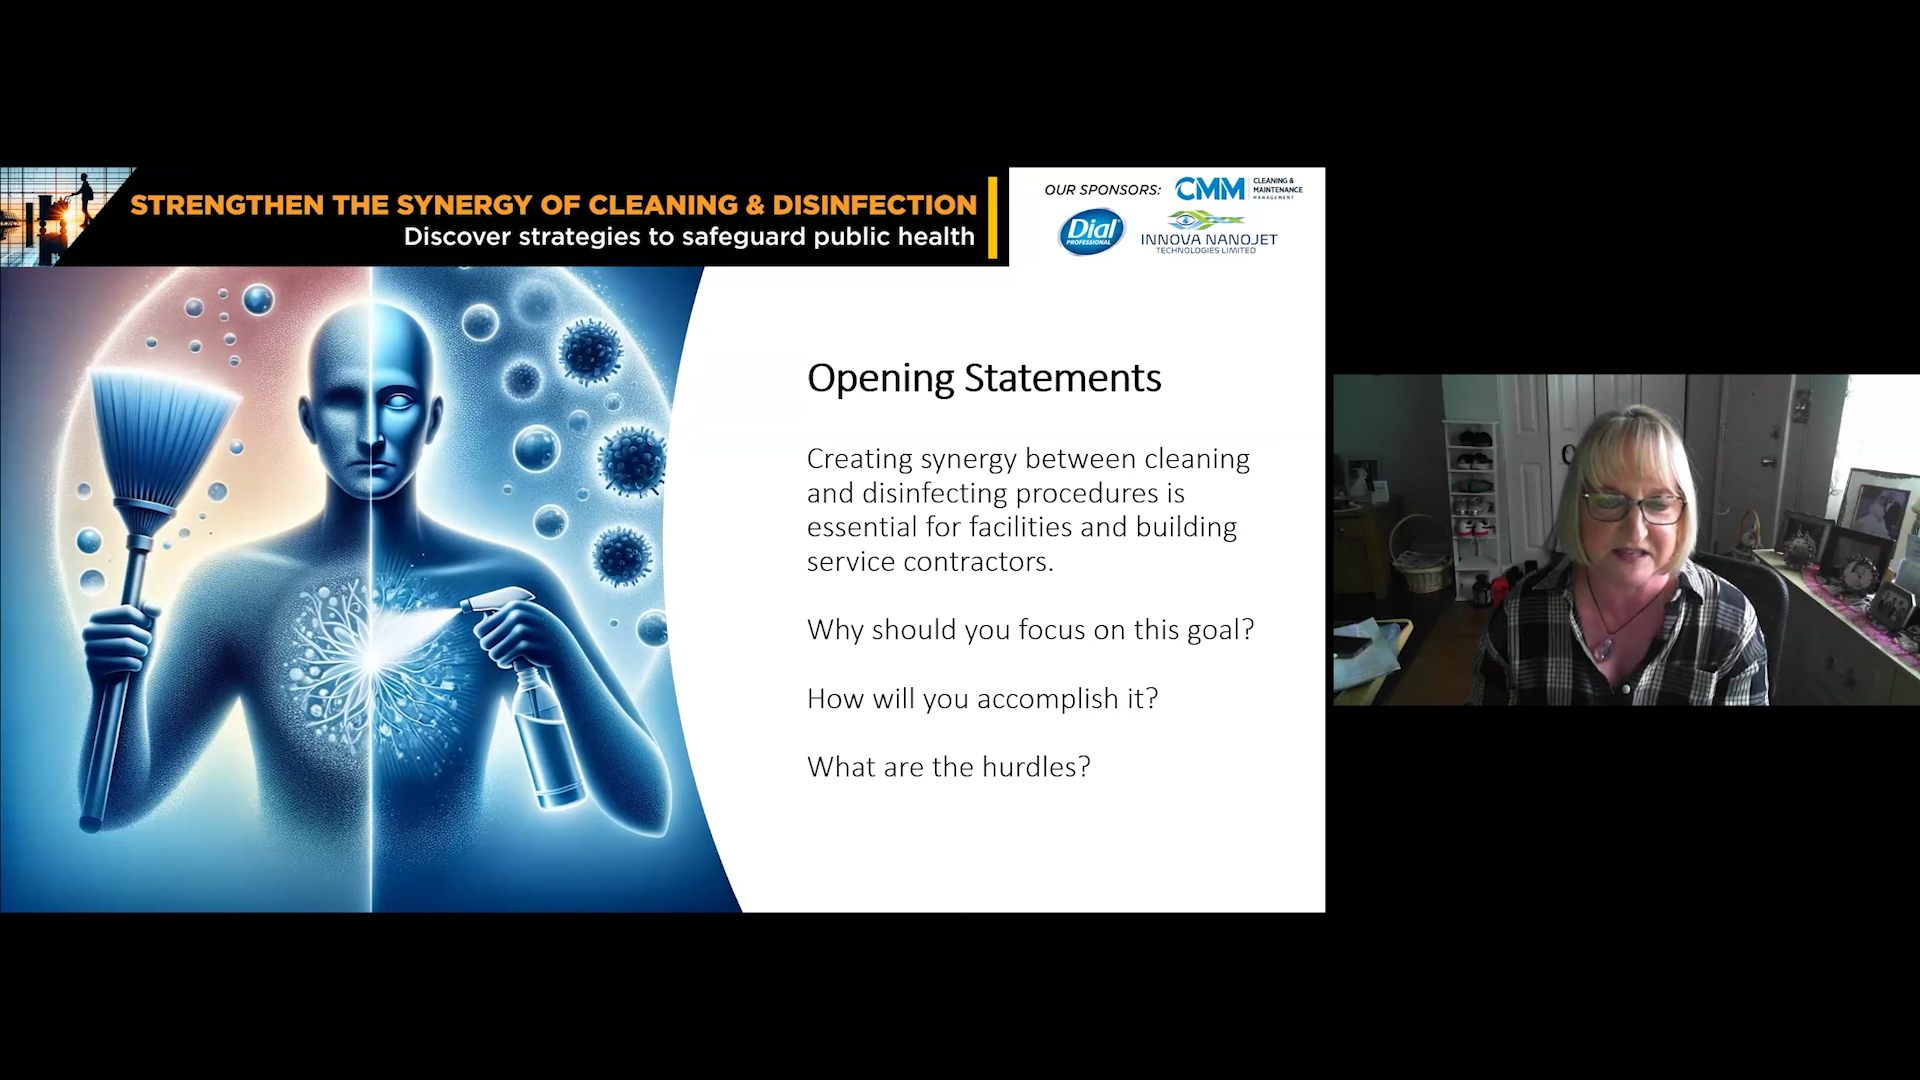 STRENGTHEN THE SYNERGY OF CLEANING & DISINFECTION
Discover strategies to safeguard public health
OUR SPONSORS:
CMM
CLEANING &
MAINTENANCE
MANAGEMENT
Dial
PROFESSIONAL
INNOVA NANOJET
TECHNOLOGIES LIMITED
Opening Statements
Creating synergy between cleaning
and disinfecting procedures is
essential for facilities and building
service contractors.
Why should you focus on this goal?
How will you accomplish it?
What are the hurdles?